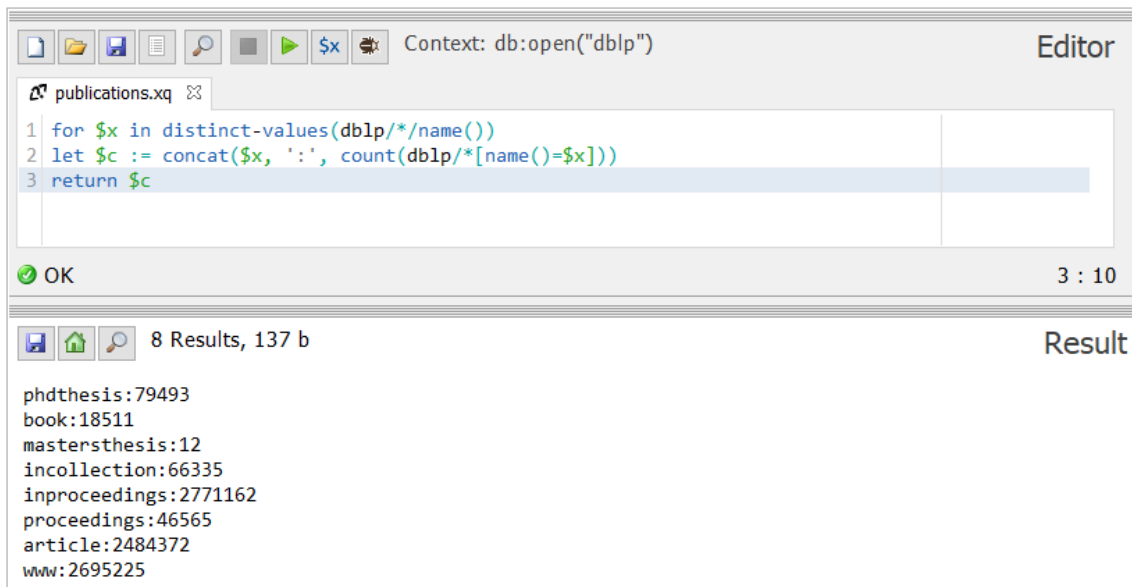 $x Context: db:open("dblp") Editor
publications.xq
1 for $x in distinct-values(dblp/*/name())
2 let $c := concat($x, ':', count(dblp/*[name()=$x]))
3 return $c
OK 3 : 10
8 Results, 137 b Result
phdthesis:79493
book:18511
mastersthesis:12
incollection:66335
inproceedings:2771162
proceedings:46565
article:2484372
www:2695225